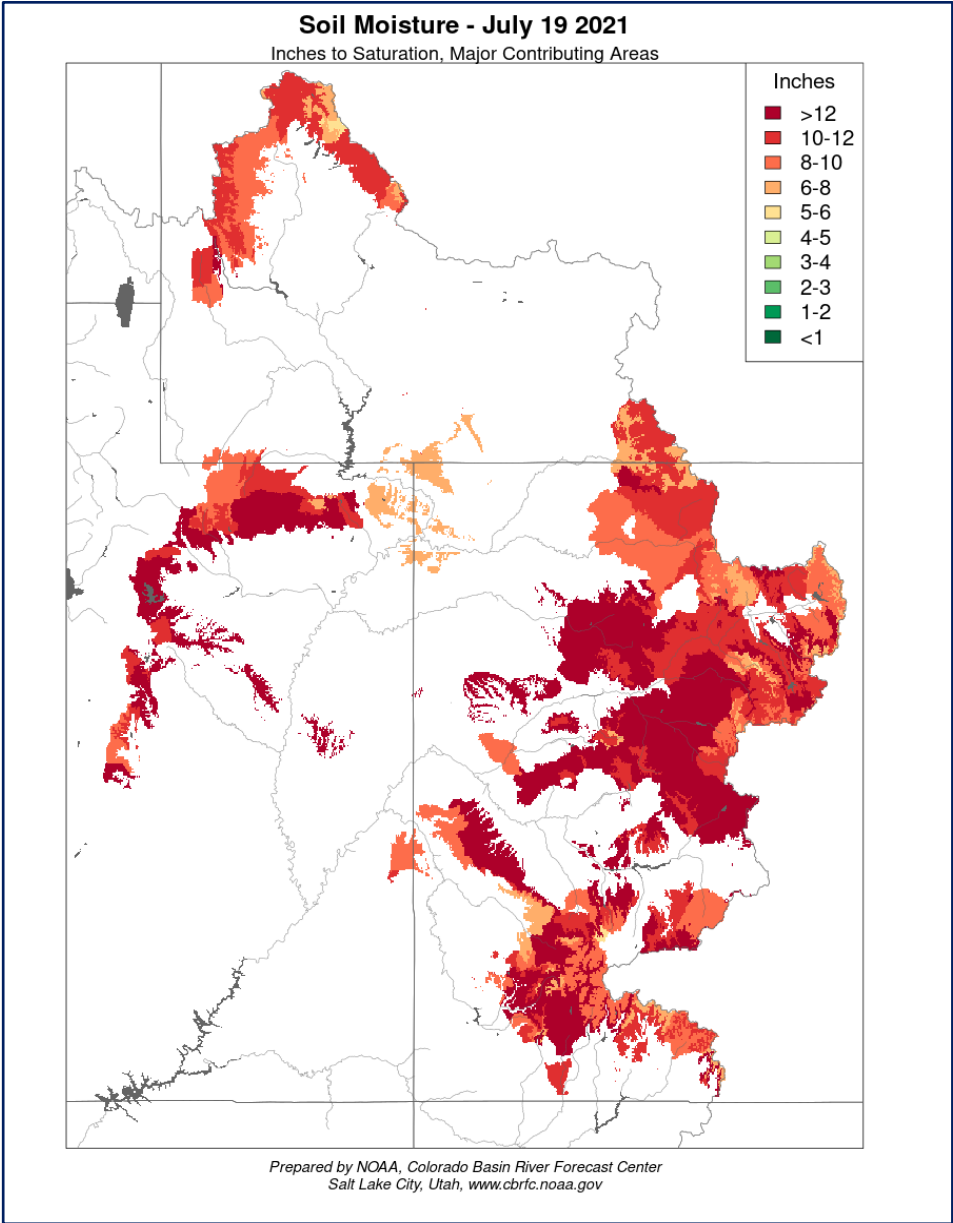 Soil Moisture - July 19 2021
Inches to Saturation, Major Contributing Areas
Inches
>12
10-12
8-10
6-8
5-6
4-5
3-4
2-3
1-2
<1
Prepared by NOAA, Colorado Basin River Forecast Center
Salt Lake City, Utah, www.cbrfc.noaa.gov